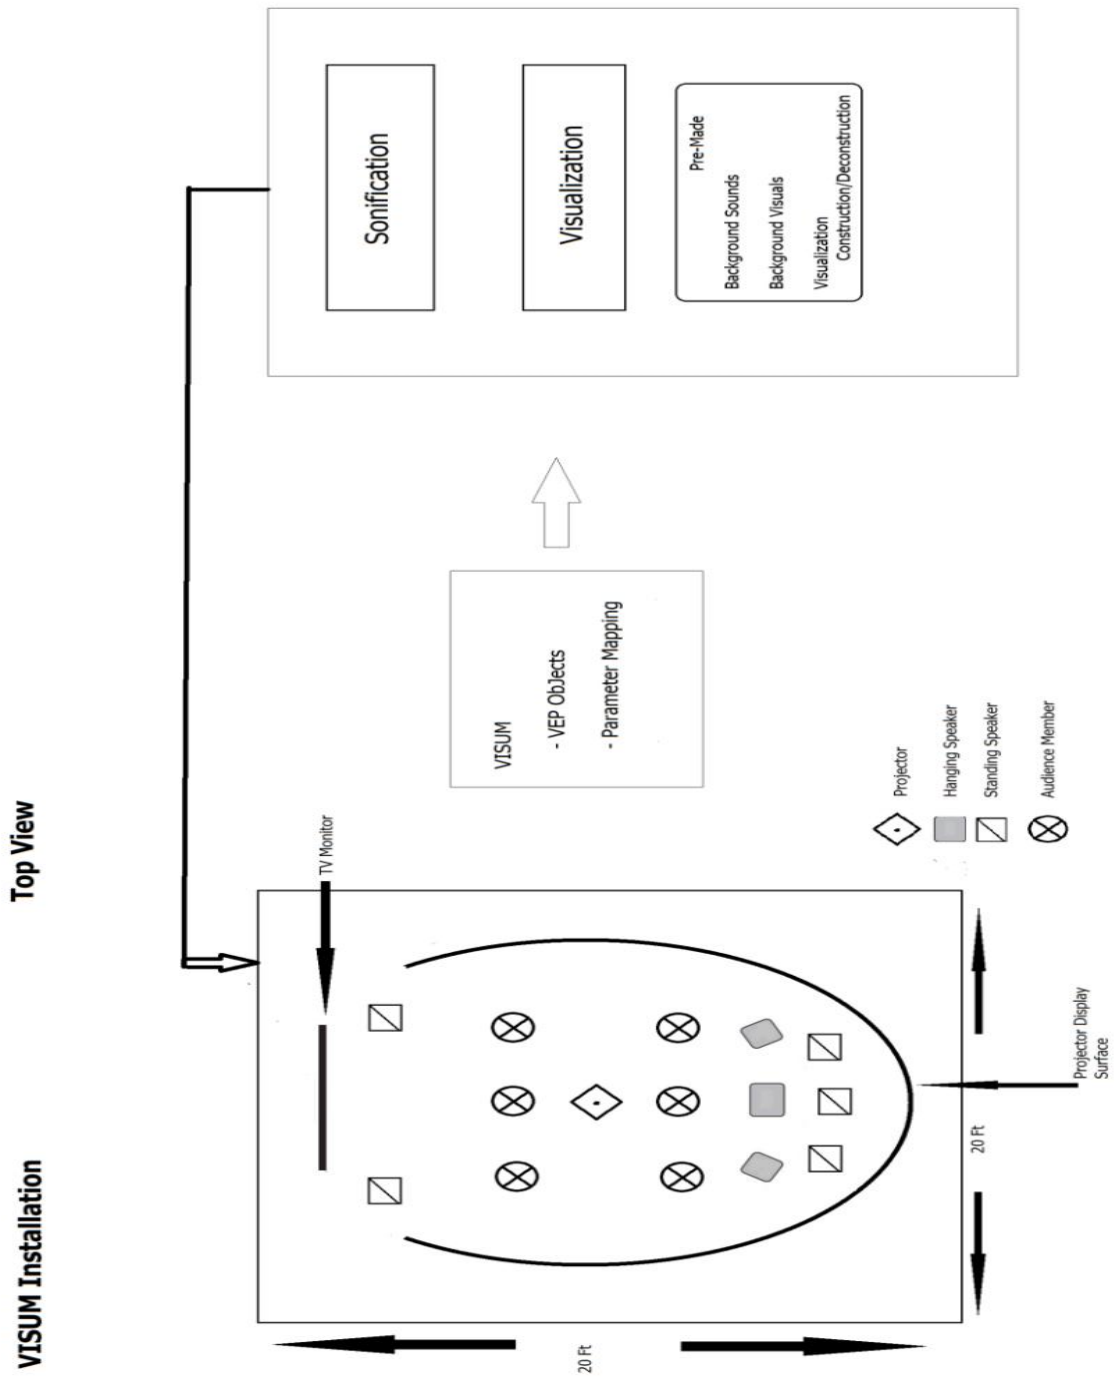 VISUM Installation
Top View
TV Monitor
20 Ft
20 Ft
Projector Display
Surface
Projector
Hanging Speaker
Standing Speaker
Audience Member
VISUM
- VEP ObJects
- Parameter Mapping
Sonification
Visualization
Pre-Made
Background Sounds
Background Visuals
Visualization
Construction/Deconstruction